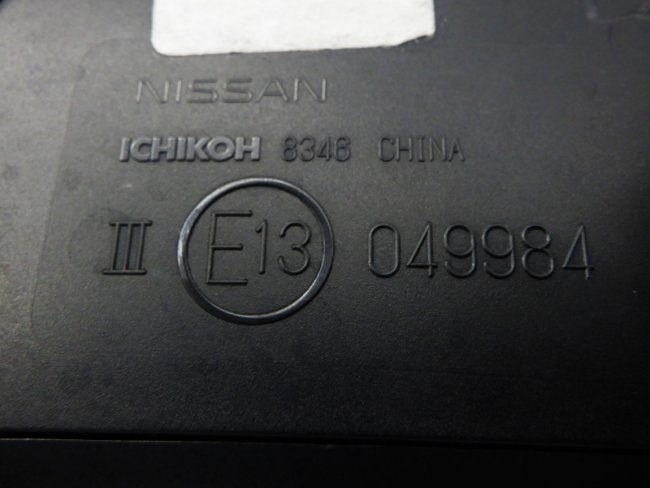 NISSAN
ICHIKOH 8346 CHINA
III E13 049984